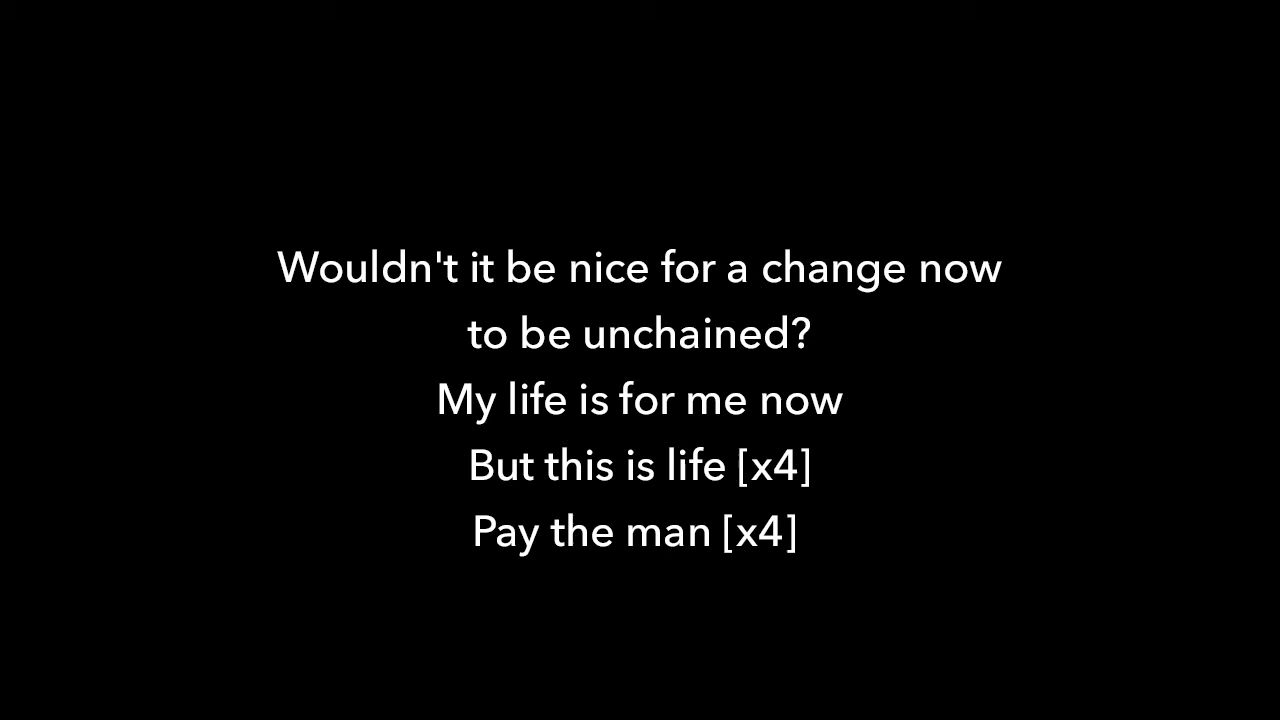 Wouldn't it be nice for a change now
to be unchained?
My life is for me now
But this is life [x4]
Pay the man [x4]